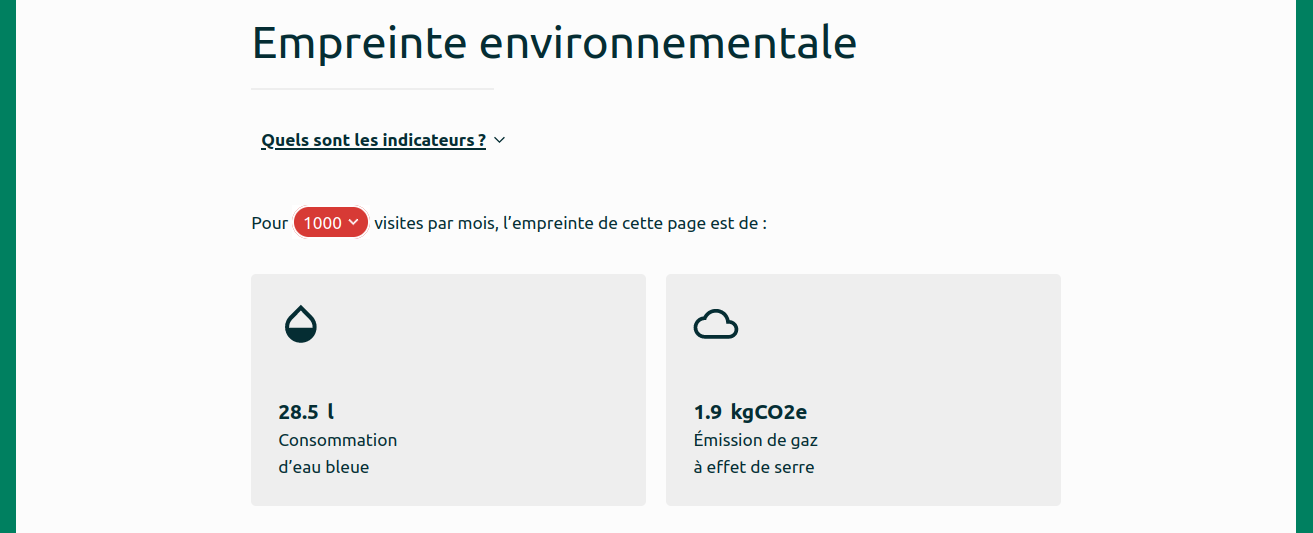 Empreinte environnementale
Quels sont les indicateurs ?
Pour 1000 visites par mois, l’empreinte de cette page est de :
28.5 l
Consommation
d’eau bleue
1.9 kgCO2e
Émission de gaz
à effet de serre